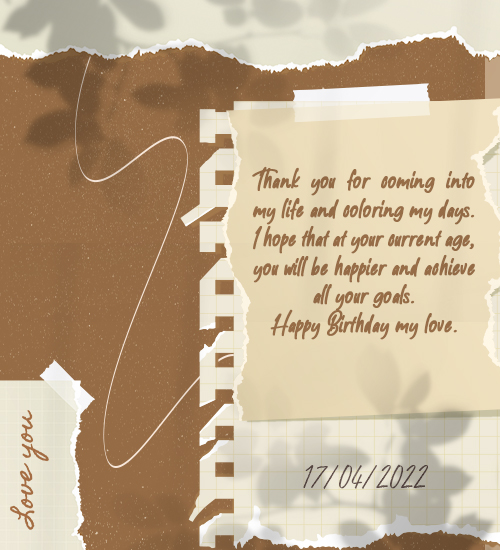 Thank you for coming into
my life and coloring my days.
I hope that at your current age,
you will be happier and achieve
all your goals.
Happy Birthday my love.
Love you
17/04/2022